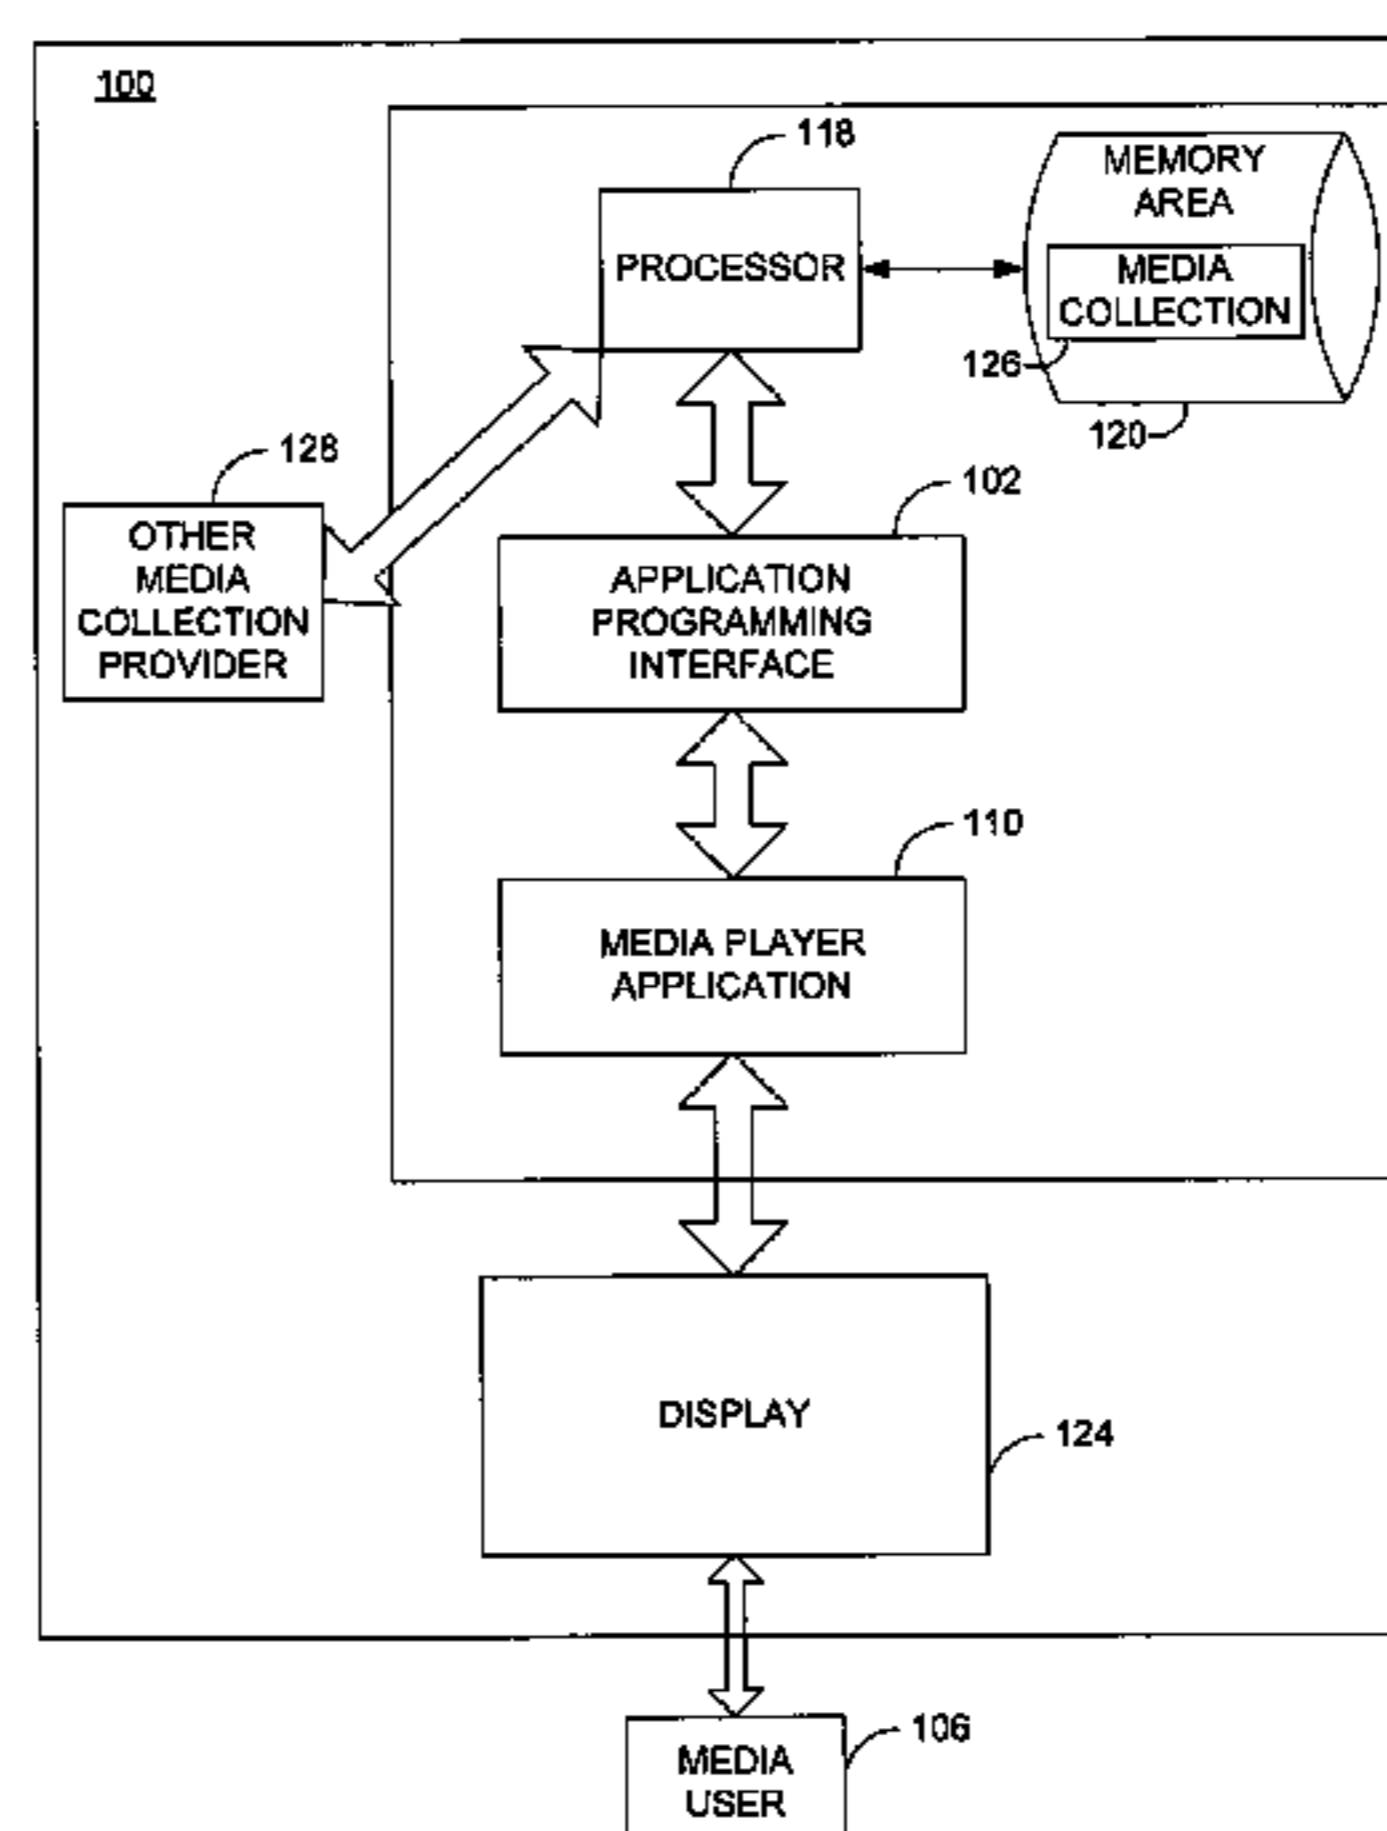 100
118
PROCESSOR
MEMORY
AREA
MEDIA
COLLECTION
126
120
128
OTHER
MEDIA
COLLECTION
PROVIDER
102
APPLICATION
PROGRAMMING
INTERFACE
110
MEDIA PLAYER
APPLICATION
DISPLAY
124
106
MEDIA
USER